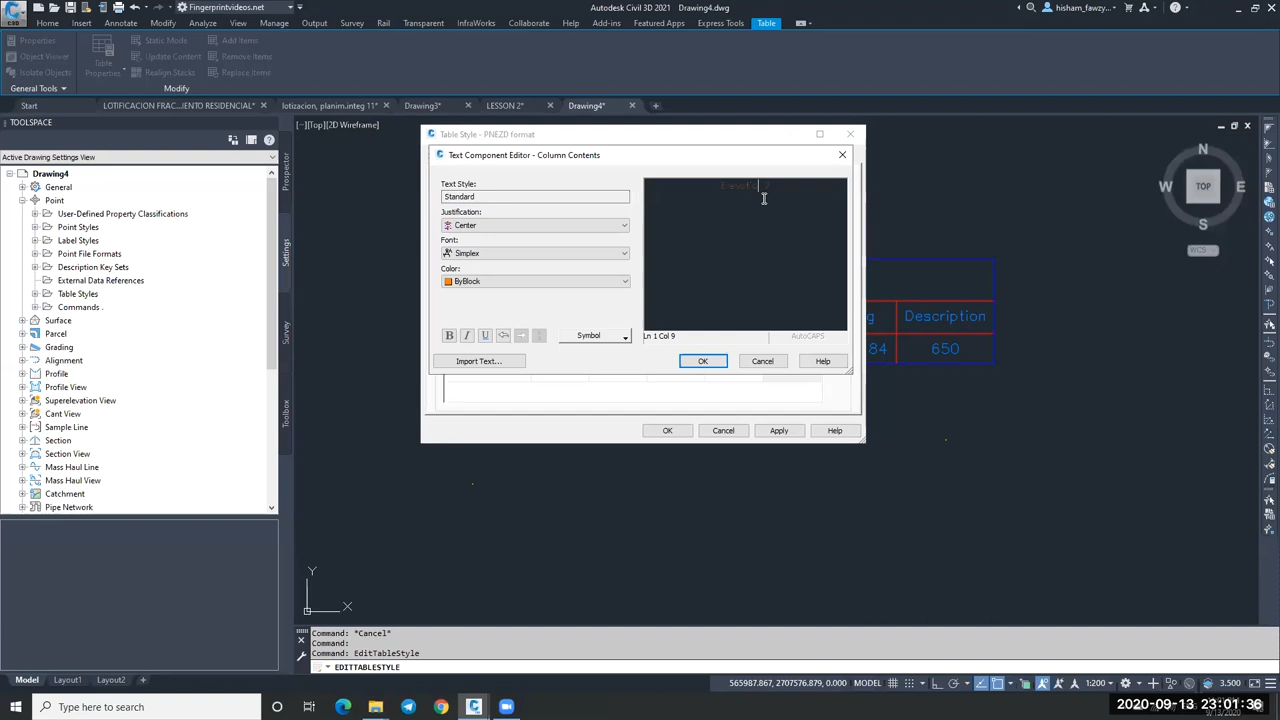 Fingerprintvideos.net
Autodesk Civil 3D 2021 Drawing4.dwg
hisham_fawzy...
Home Insert Annotate Modify Analyze View Manage Output Survey Rail Transparent InfraWorks Collaborate Help Add-ins Featured Apps Express Tools Table
Properties
Object Viewer
Isolate Objects
Table
Properties
Static Mode
Update Content
Realign Stacks
Add Items
Remove Items
Replace Items
General Tools
Modify
Start
LOTIFICACION FRAC...IENTO RESIDENCIAL*
lotizacion, planim.integ 11*
Drawing3*
LESSON 2*
Drawing4*
TOOLSPACE
[−][Top][2D Wireframe]
Active Drawing Settings View
Drawing4
General
Point
User-Defined Property Classifications
Point Styles
Label Styles
Point File Formats
Description Key Sets
External Data References
Table Styles
Commands .
Surface
Parcel
Grading
Alignment
Profile
Profile View
Superelevation View
Cant View
Sample Line
Section
Section View
Mass Haul Line
Mass Haul View
Catchment
Pipe Network
Prospector
Settings
Survey
Toolbox
Table Style - PNEZD format
Text Component Editor - Column Contents
Text Style:
Standard
Justification:
Center
Font:
Simplex
Color:
ByBlock
B I U
Symbol
Ln 1 Col 9
AutoCAPS
Import Text...
OK Cancel Help
OK Cancel Apply Help
g Description
84 650
N
W TOP E
S
WCS
Y
X
Command: *Cancel*
Command:
Command: EditTableStyle
EDITTABLESTYLE
Model Layout1 Layout2
565987.867, 2707576.879, 0.000 MODEL
1:200
3.500
Type here to search
2020-09-13 23:01:36
9/13/2020